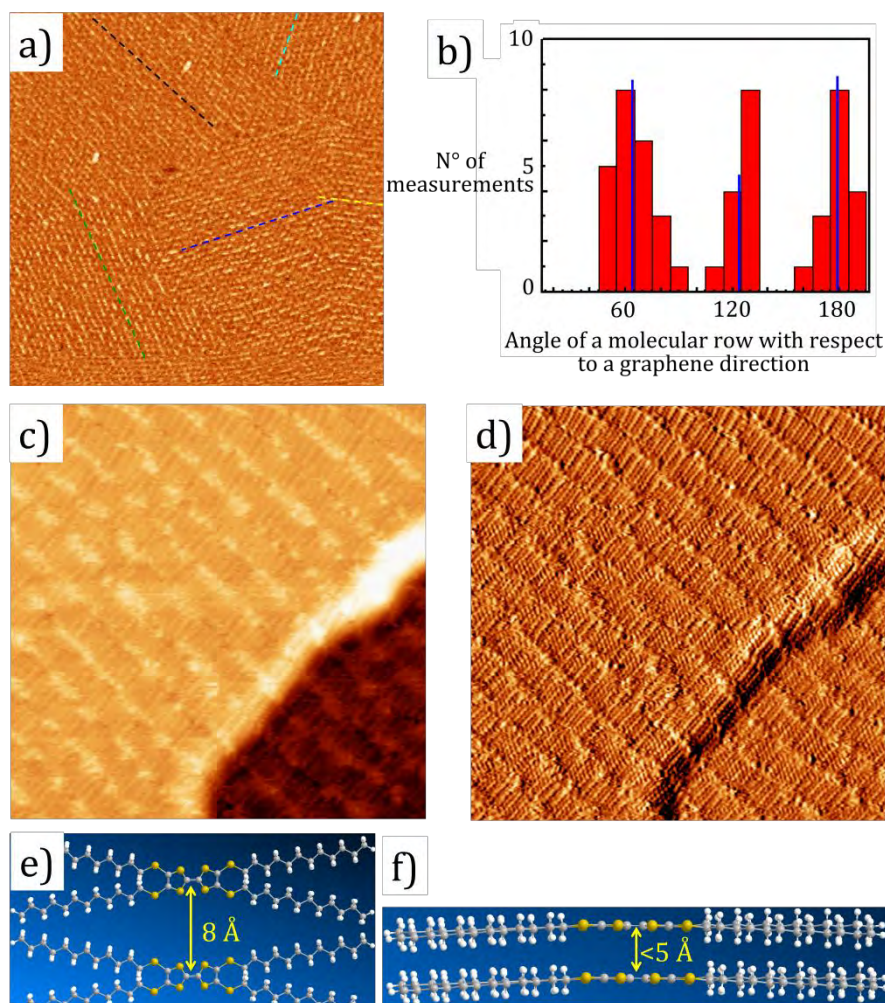 a)
b)
10
5
0
N° of
measurements
60
120
180
Angle of a molecular row with respect
to a graphene direction
c)
d)
e)
8 Å
f)
<5 Å